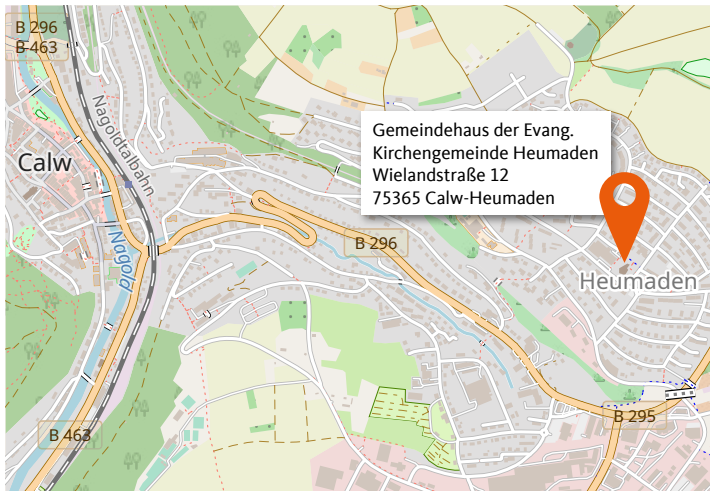 B 296
B 463
Nagoldtalbahn
Calw
Nagold
Gemeindehaus der Evang.
Kirchengemeinde Heumaden
Wielandstraße 12
75365 Calw-Heumaden
B 296
Heumaden
B 295
B 463